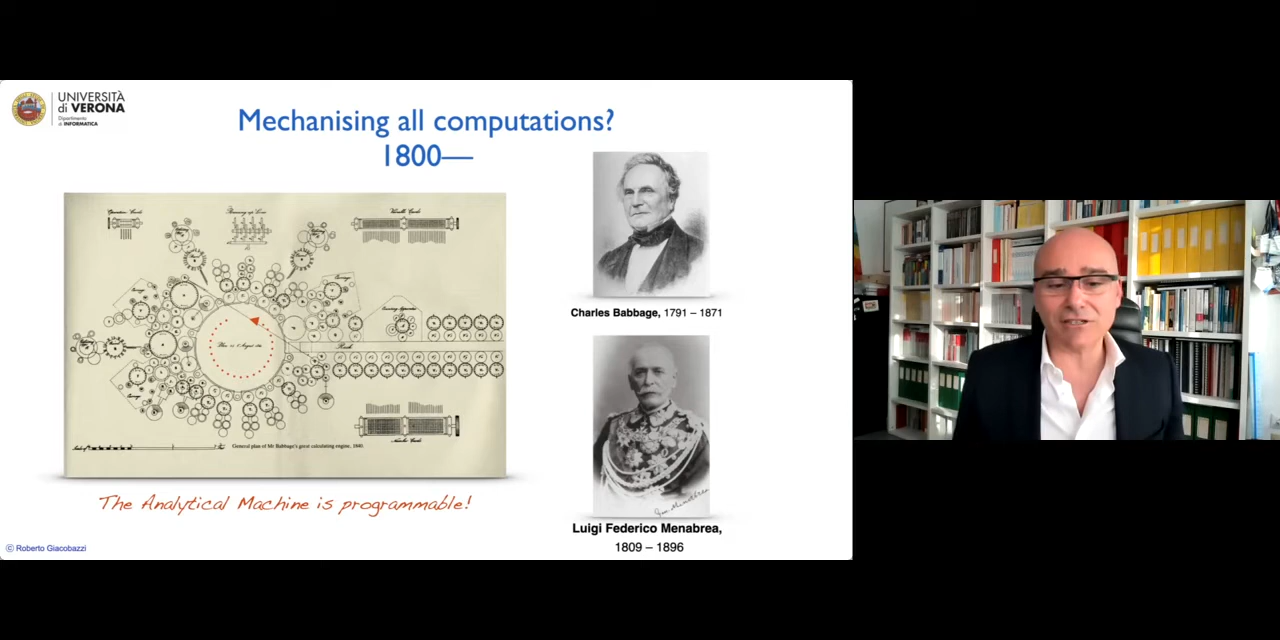 UNIVERSITÀ
di VERONA
Dipartimento
di INFORMATICA
Mechanising all computations?
1800—
General plan of Mr Babbage's great calculating engine, 1840.
The Analytical Machine is programmable!
Charles Babbage, 1791 – 1871
Luigi Federico Menabrea,
1809 – 1896
© Roberto Giacobazzi